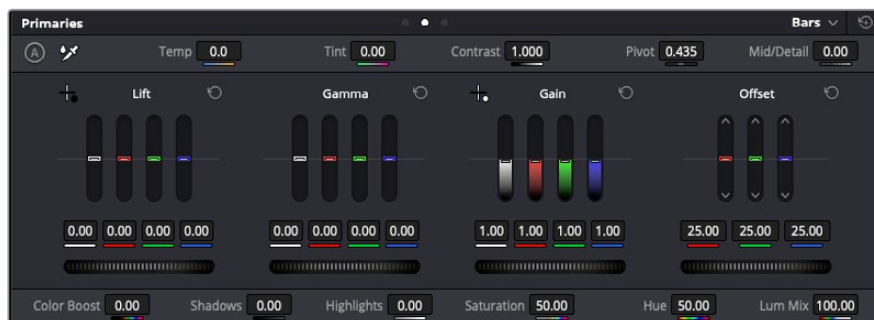 Primaries Bars
A Temp 0.0 Tint 0.00 Contrast 1.000 Pivot 0.435 Mid/Detail 0.00
Lift Gamma Gain Offset
0.00 0.00 0.00 0.00 0.00 0.00 0.00 0.00 1.00 1.00 1.00 1.00 25.00 25.00 25.00
Color Boost 0.00 Shadows 0.00 Highlights 0.00 Saturation 50.00 Hue 50.00 Lum Mix 100.00